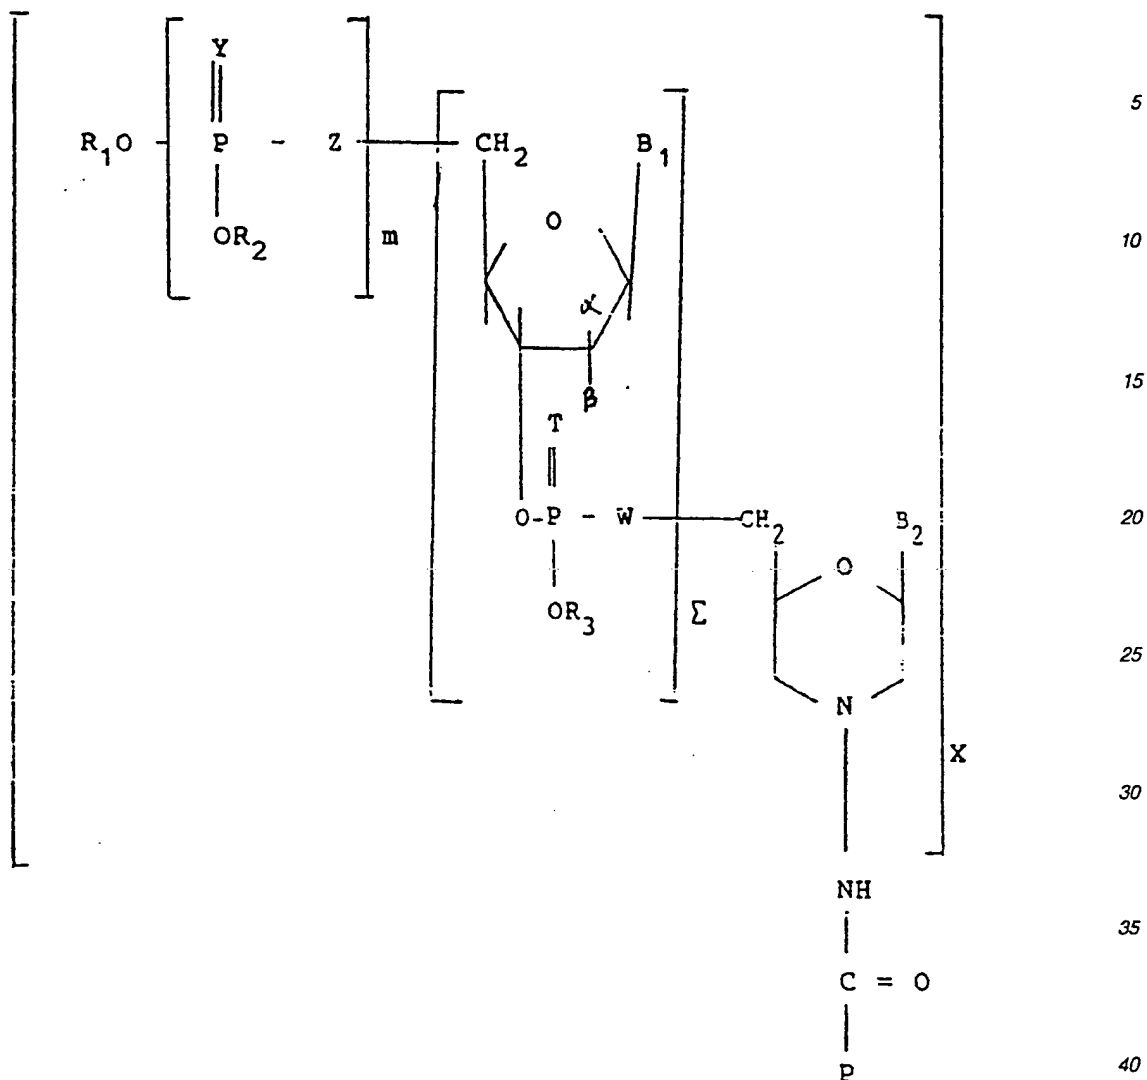 Y
5
R1O - P - Z CH2 B1
O
OR2 m 10
α
15
β
T
O-P - W CH2 B2 20
O
OR3 Σ
25
N
X
30
NH
35
C = O
P 40